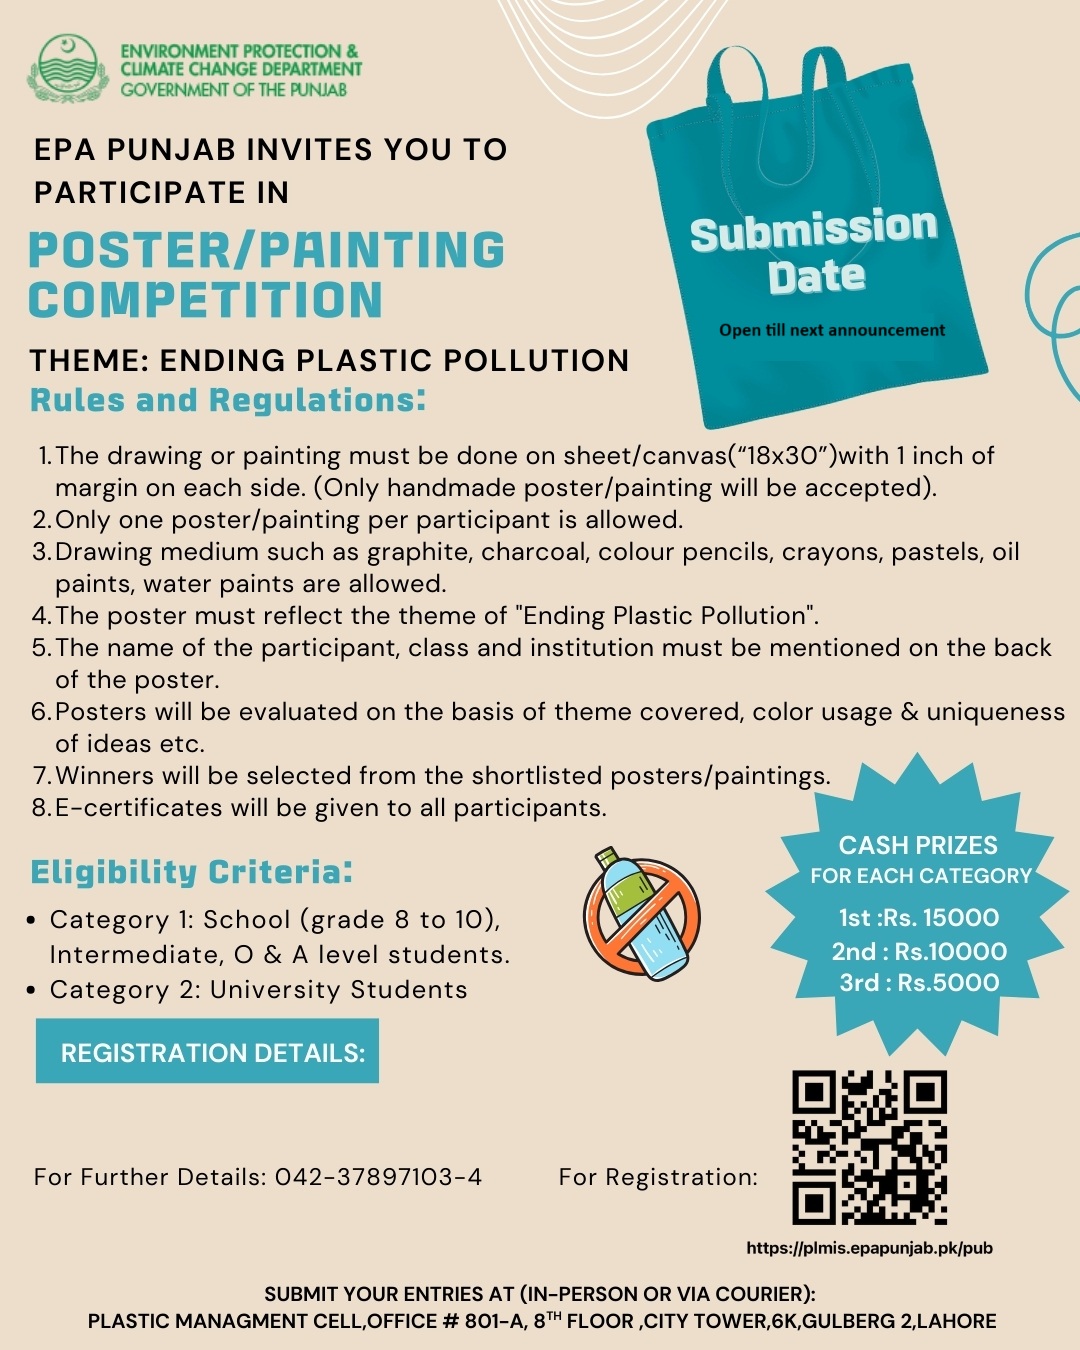 ENVIRONMENT PROTECTION &
CLIMATE CHANGE DEPARTMENT
GOVERNMENT OF THE PUNJAB
EPA PUNJAB INVITES YOU TO
PARTICIPATE IN
POSTER/PAINTING
COMPETITION
THEME: ENDING PLASTIC POLLUTION
Submission
Date
Open till next announcement
Rules and Regulations:
1. The drawing or painting must be done on sheet/canvas(“18x30”)with 1 inch of
margin on each side. (Only handmade poster/painting will be accepted).
2. Only one poster/painting per participant is allowed.
3. Drawing medium such as graphite, charcoal, colour pencils, crayons, pastels, oil
paints, water paints are allowed.
4. The poster must reflect the theme of "Ending Plastic Pollution".
5. The name of the participant, class and institution must be mentioned on the back
of the poster.
6. Posters will be evaluated on the basis of theme covered, color usage & uniqueness
of ideas etc.
7. Winners will be selected from the shortlisted posters/paintings.
8. E-certificates will be given to all participants.
Eligibility Criteria:
• Category 1: School (grade 8 to 10),
Intermediate, O & A level students.
• Category 2: University Students
CASH PRIZES
FOR EACH CATEGORY
1st :Rs. 15000
2nd : Rs.10000
3rd : Rs.5000
REGISTRATION DETAILS:
For Further Details: 042-37897103-4
For Registration:
https://plmis.epapunjab.pk/pub
SUBMIT YOUR ENTRIES AT (IN-PERSON OR VIA COURIER):
PLASTIC MANAGMENT CELL,OFFICE # 801-A, 8TH FLOOR ,CITY TOWER,6K,GULBERG 2,LAHORE